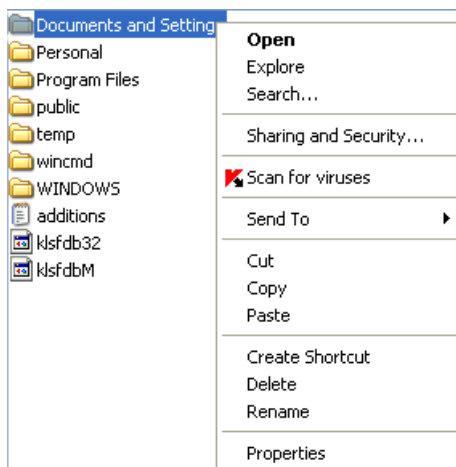 Documents and Setting
Personal
Program Files
public
temp
wincmd
WINDOWS
additions
klsfdb32
klsfdbM
Open
Explore
Search...
Sharing and Security...
Scan for viruses
Send To
Cut
Copy
Paste
Create Shortcut
Delete
Rename
Properties